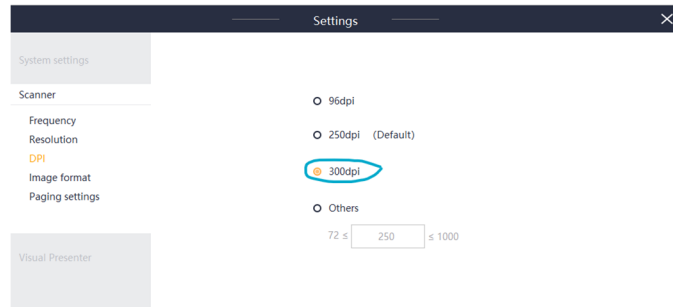 Settings
System settings
Scanner
Frequency
Resolution
DPI
Image format
Paging settings
Visual Presenter
96dpi
250dpi (Default)
300dpi
Others
72 ≤ 250 ≤ 1000